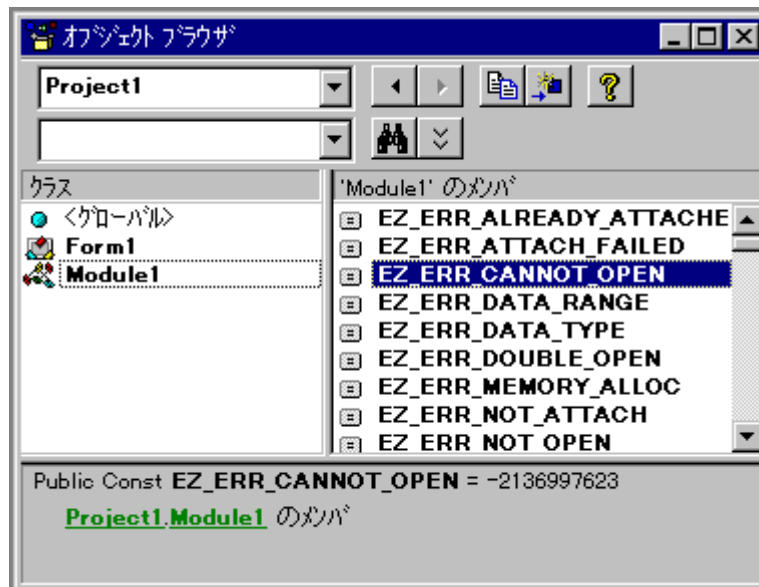 ｵﾌﾞｼﾞｪｸﾄ ﾌﾞﾗｳｻﾞ
Project1
クラス
<ｸﾞﾛｰﾊﾞﾙ>
Form1
Module1
'Module1' のﾒﾝﾊﾞ
EZ_ERR_ALREADY_ATTACHE
EZ_ERR_ATTACH_FAILED
EZ_ERR_CANNOT_OPEN
EZ_ERR_DATA_RANGE
EZ_ERR_DATA_TYPE
EZ_ERR_DOUBLE_OPEN
EZ_ERR_MEMORY_ALLOC
EZ_ERR_NOT_ATTACH
EZ_ERR_NOT_OPEN
Public Const EZ_ERR_CANNOT_OPEN = -2136997623
Project1.Module1 のﾒﾝﾊﾞ